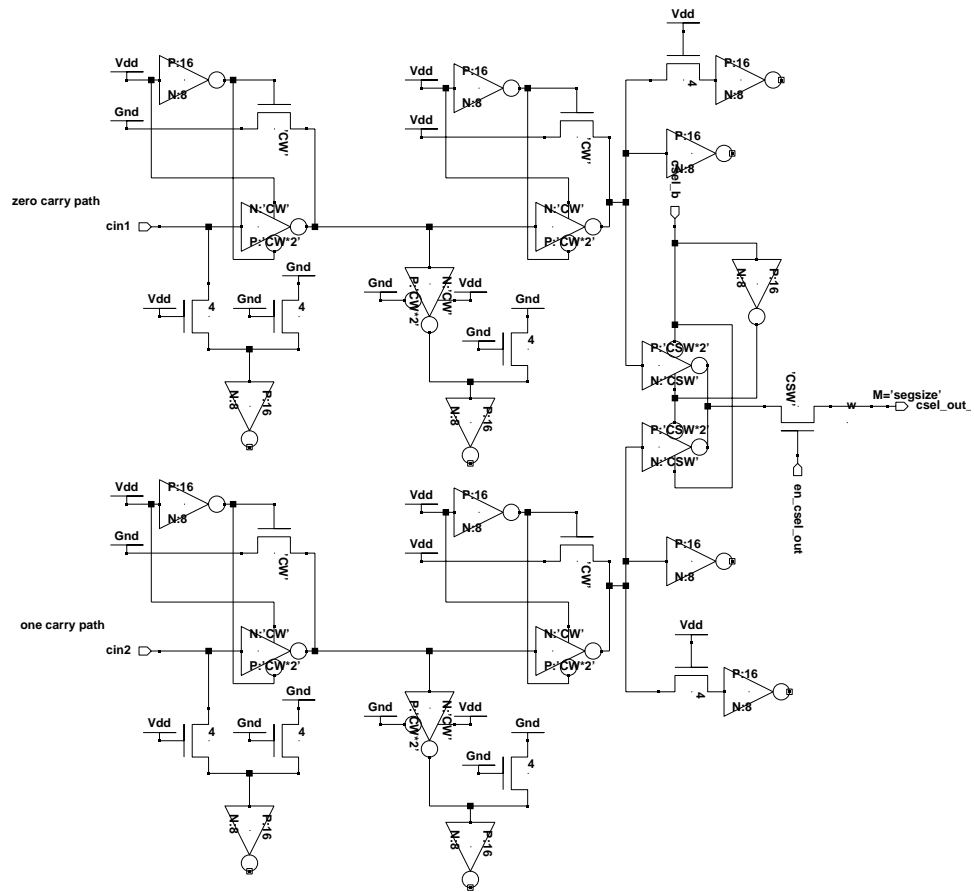 Vdd
P:16
N:8
Gnd
'CW'
zero carry path
cin1
N:'CW'
P:'CW*2'
Vdd
4
Gnd
Gnd
4
N:8
P:16
Vdd
P:16
N:8
Vdd
'CW'
N:'CW'
P:'CW*2'
Gnd
P:'CW*2'
N:'CW'
Vdd
Gnd
Gnd
4
N:8
P:16
Vdd
4
P:16
N:8
P:16
N:8
csel_b
N:8
P:16
P:'CSW*2'
N:'CSW'
P:'CSW*2'
N:'CSW'
'CSW'
w
M='segsize'
csel_out_
en_csel_out
Vdd
P:16
N:8
Gnd
'CW'
one carry path
cin2
N:'CW'
P:'CW*2'
Vdd
4
Gnd
Gnd
4
N:8
P:16
Vdd
P:16
N:8
Vdd
'CW'
N:'CW'
P:'CW*2'
Gnd
P:'CW*2'
N:'CW'
Vdd
Gnd
Gnd
4
N:8
P:16
P:16
N:8
Vdd
4
P:16
N:8